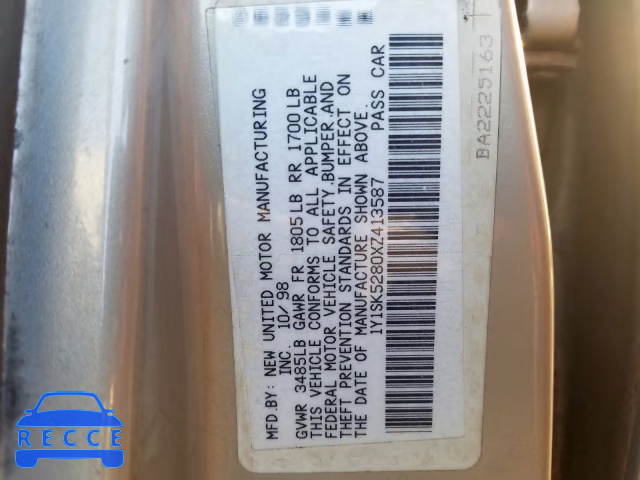 MFD.BY: NEW UNITED MOTOR MANUFACTURING
INC. 10/98
GVWR 3485LB GAWR FR 1805LB RR 1700LB
THIS VEHICLE CONFORMS TO ALL APPLICABLE
FEDERAL MOTOR VEHICLE SAFETY,BUMPER,AND
THEFT PREVENTION STANDARDS IN EFFECT ON
THE DATE OF MANUFACTURE SHOWN ABOVE.
1Y1SK5280XZ413587 PASS CAR
BA2225163
RECCE